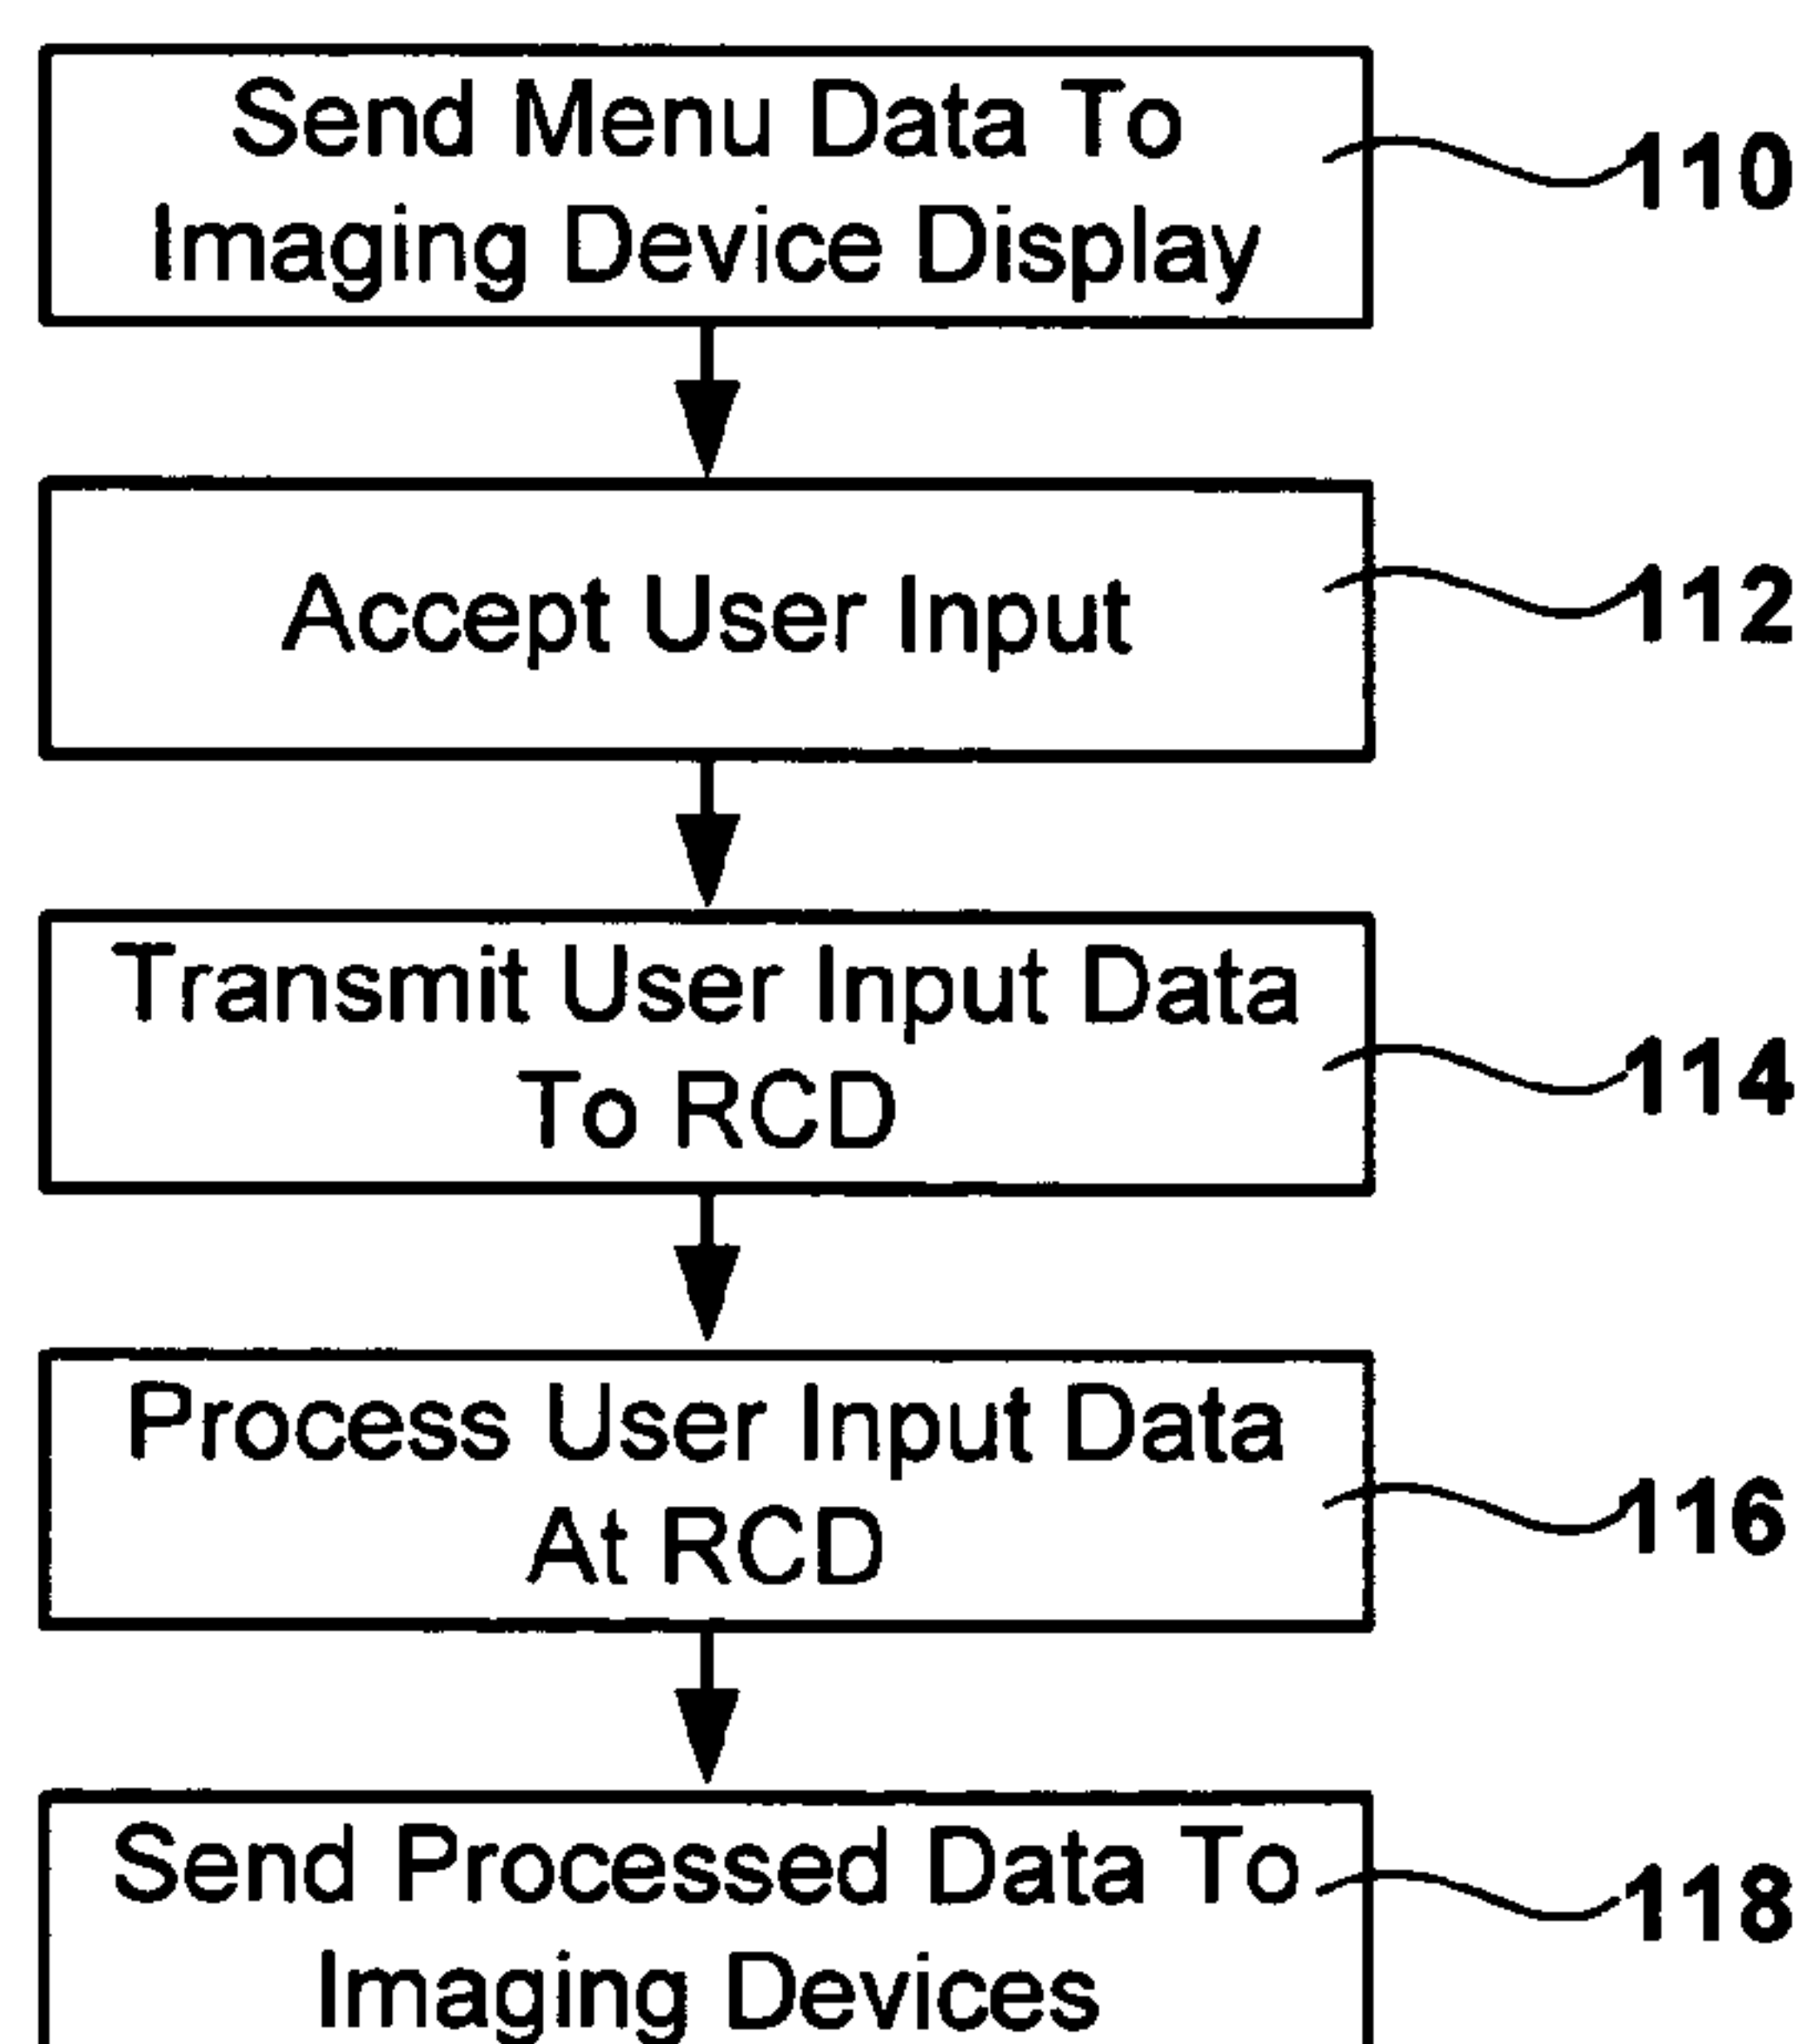 Send Menu Data To
Imaging Device Display
110
Accept User Input
112
Transmit User Input Data
To RCD
114
Process User Input Data
At RCD
116
Send Processed Data To
Imaging Devices
118